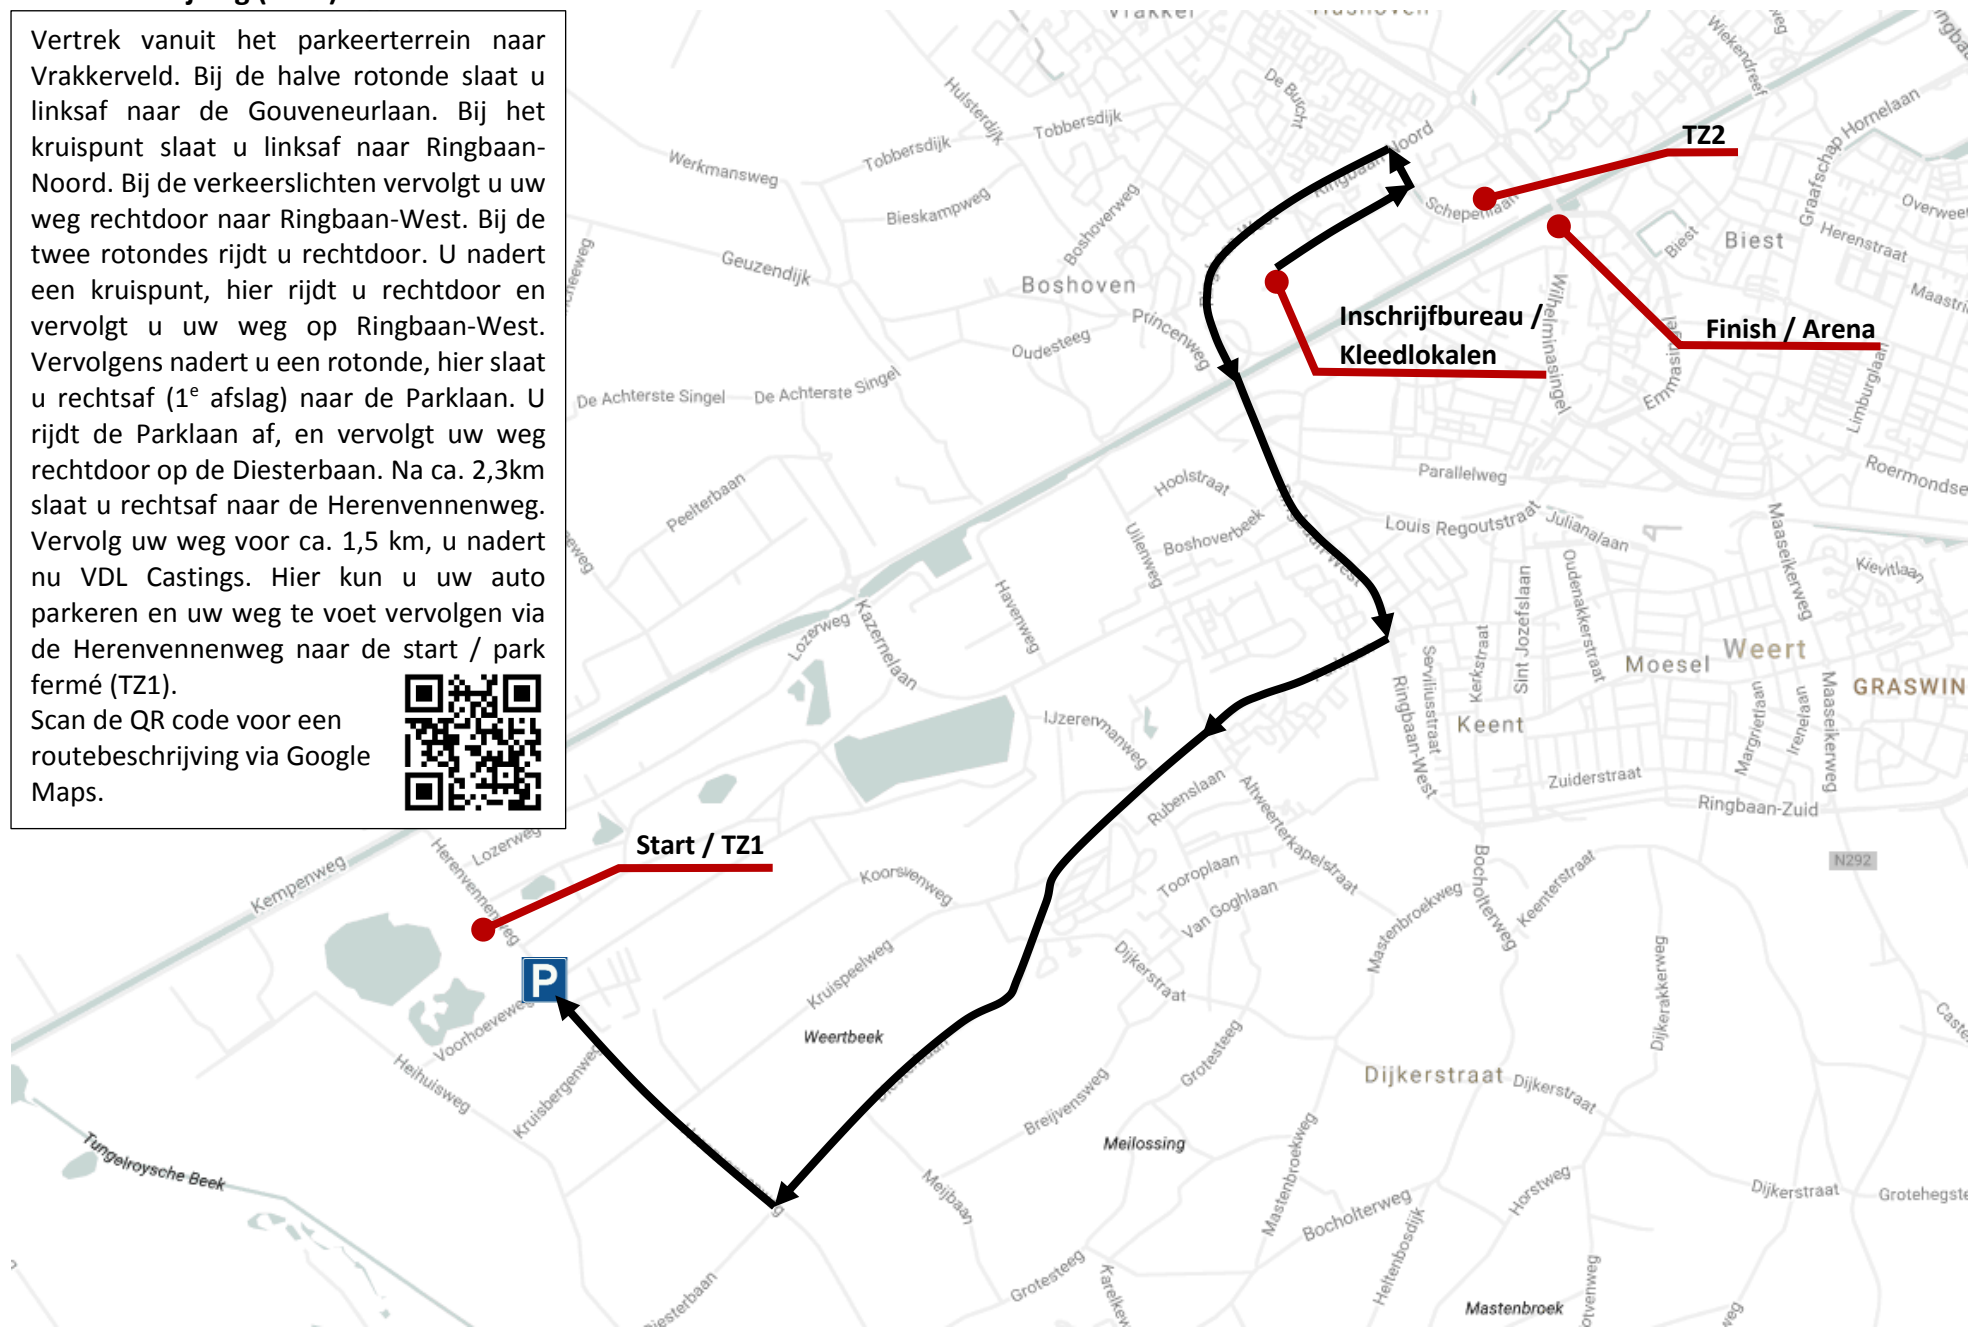 Vertrek vanuit het parkeerterrein naar
Vrakkerveld. Bij de halve rotonde slaat u
linksaf naar de Gouveneurlaan. Bij het
kruispunt slaat u linksaf naar Ringbaan-
Noord. Bij de verkeerslichten vervolgt u uw
weg rechtdoor naar Ringbaan-West. Bij de
twee rotondes rijdt u rechtdoor. U nadert
een kruispunt, hier rijdt u rechtdoor en
vervolgt u uw weg op Ringbaan-West.
Vervolgens nadert u een rotonde, hier slaat
u rechtsaf (1e afslag) naar de Parklaan. U
rijdt de Parklaan af, en vervolgt uw weg
rechtdoor op de Diesterbaan. Na ca. 2,3km
slaat u rechtsaf naar de Herenvennenweg.
Vervolg uw weg voor ca. 1,5 km, u nadert
nu VDL Castings. Hier kun u uw auto
parkeren en uw weg te voet vervolgen via
de Herenvennenweg naar de start / park
fermé (TZ1).
Scan de QR code voor een
routebeschrijving via Google
Maps.
Wiekendreef
De Burcht
Hulsterdijk
Tobbersdijk
Tobbersdijk
Werkmansweg
Bieskampweg
Boshoverweg
Geuzendijk
Boshoven
Princenweg
Oudesteeg
De Achterste Singel
De Achterste Singel
Ringbaan-Noord
Schepenlaan
TZ2
Graafschap Hornelaan
Biest
Biest
Herenstraat
Wilhelminasingel
Emmasingel
Limburglaan
Inschrijfbureau /
Kleedlokalen
Finish / Arena
Peelterbaan
Hoolstraat
Uilenweg
Boshoverbeek
Parallelweg
Louis Regoutstraat
Julianalaan
Maaseikerweg
Kievitlaan
Havenweg
Lozerweg
Kazernelaan
Oudenakkerstraat
Sint Jozefslaan
Kerkstraat
Serviliusstraat
Ringbaan-West
Moesel
Weert
Keent
Margrietlaan
Irenelaan
Maaseikerweg
GRASWIN
IJzerenmanweg
Rubenslaan
Altweerterkapelstraat
Zuiderstraat
Ringbaan-Zuid
N292
Start / TZ1
Kempenweg
Herenvennenweg
Lozerweg
Koorsvenweg
Tooroplaan
Van Goghlaan
Bocholterweg
Keenterstraat
Mastenbroekweg
P
Kruispeelweg
Dijkerstraat
Dijkerakkerweg
Voorhoeveweg
Weertbeek
Heihuisweg
Kruisbergenweg
Grotesteeg
Breijvensweg
Dijkerstraat
Dijkerstraat
Meilossing
Mastenbroekweg
Tungelroysche Beek
Meijbaan
Bocholterweg
Horstweg
Dijkerstraat
Heltenbosdijk
Grotesteeg
Mastenbroek